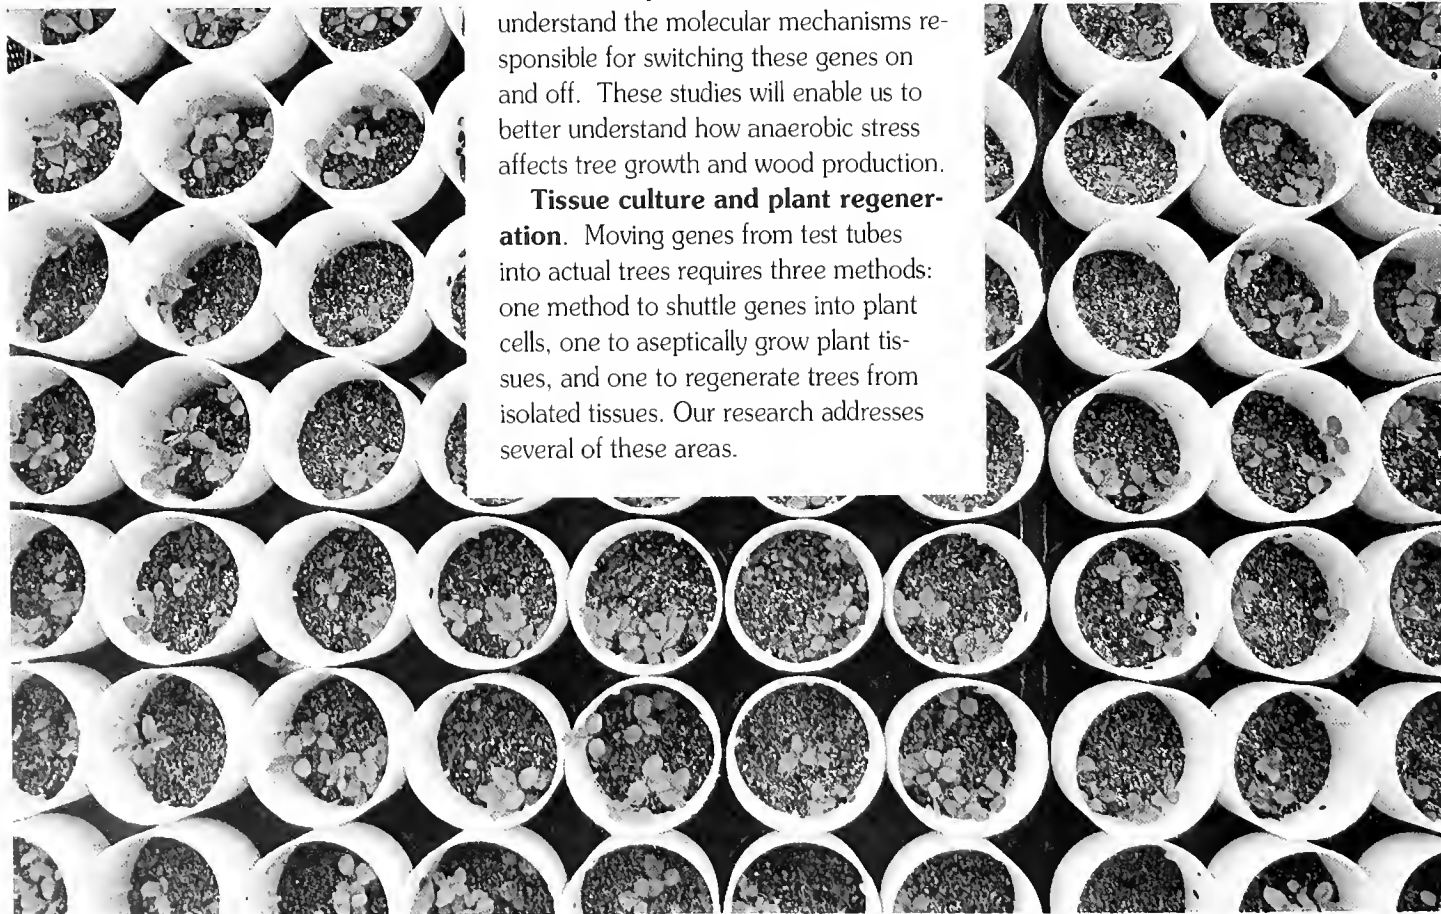 understand the molecular mechanisms re-
sponsible for switching these genes on
and off. These studies will enable us to
better understand how anaerobic stress
affects tree growth and wood production.
Tissue culture and plant regener-
ation. Moving genes from test tubes
into actual trees requires three methods:
one method to shuttle genes into plant
cells, one to aseptically grow plant tis-
sues, and one to regenerate trees from
isolated tissues. Our research addresses
several of these areas.